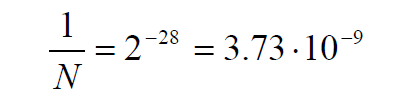 1/N = 2⁻²⁸ = 3.73·10⁻⁹